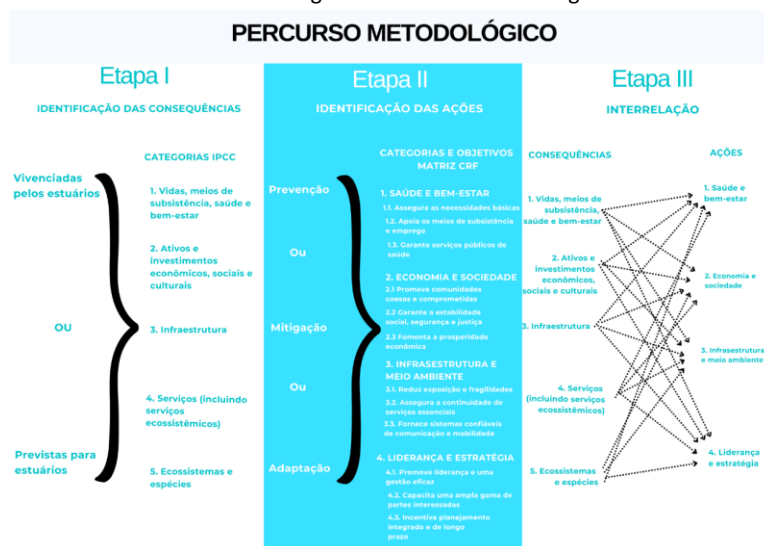 PERCURSO METODOLÓGICO
Etapa I
IDENTIFICAÇÃO DAS CONSEQUÊNCIAS
Vivenciadas
pelos estuários
OU
Previstas para
estuários
CATEGORIAS IPCC
1. Vidas, meios de
subsistência, saúde e
bem-estar
2. Ativos e
investimentos
econômicos, sociais e
culturais
3. Infraestrutura
4. Serviços (incluindo
serviços
ecossistêmicos)
5. Ecossistemas e
espécies
Etapa II
IDENTIFICAÇÃO DAS AÇÕES
Prevenção
Ou
Mitigação
Ou
Adaptação
CATEGORIAS E OBJETIVOS
MATRIZ CRF
1. SAÚDE E BEM-ESTAR
1.1. Assegura as necessidades básicas
1.2. Apoia os meios de subsistência
e emprego
1.3. Garante serviços públicos de
saúde
2. ECONOMIA E SOCIEDADE
2.1 Promove comunidades
coesas e comprometidas
2.2 Garante a estabilidade
social, segurança e justiça
2.3 Fomenta a prosperidade
econômica
3. INFRASESTRUTURA E
MEIO AMBIENTE
3.1. Redux exposição e fragilidades
3.2. Assegura a continuidade de
serviços essenciais
3.3. Fornece sistemas confiáveis
de comunicação e mobilidade
4. LIDERANÇA E ESTRATÉGIA
4.1. Promove liderança e uma
gestão eficaz
4.2. Capacita uma ampla gama de
partes interessadas
4.3. Incentiva planejamento
integrado e de longo
prazo
Etapa III
INTERRELAÇÃO
CONSEQUÊNCIAS
1. Vidas, meios de
subsistência,
saúde e bem-estar
2. Ativos e
investimentos
econômicos,
sociais e culturais
3. Infraestrutura
4. Serviços
(incluindo serviços
ecossistêmicos)
5. Ecossistemas
e espécies
AÇÕES
1. Saúde e
bem-estar
2. Economia e
sociedade
3. Infrasestrutura
e meio ambiente
4. Liderança
e estratégia